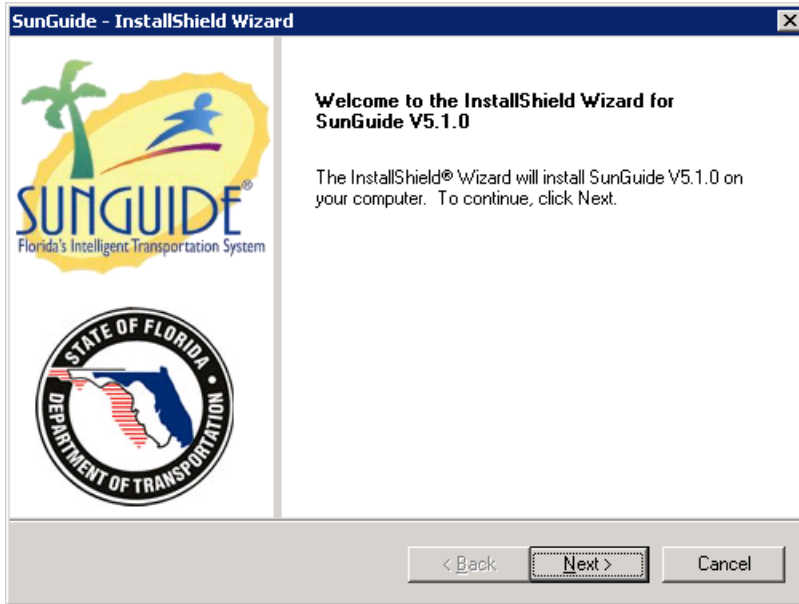 SunGuide - InstallShield Wizard
SUNGUIDE®
Florida's Intelligent Transportation System
STATE OF FLORIDA
DEPARTMENT OF TRANSPORTATION
Welcome to the InstallShield Wizard for
SunGuide V5.1.0
The InstallShield® Wizard will install SunGuide V5.1.0 on
your computer. To continue, click Next.
< Back
Next >
Cancel